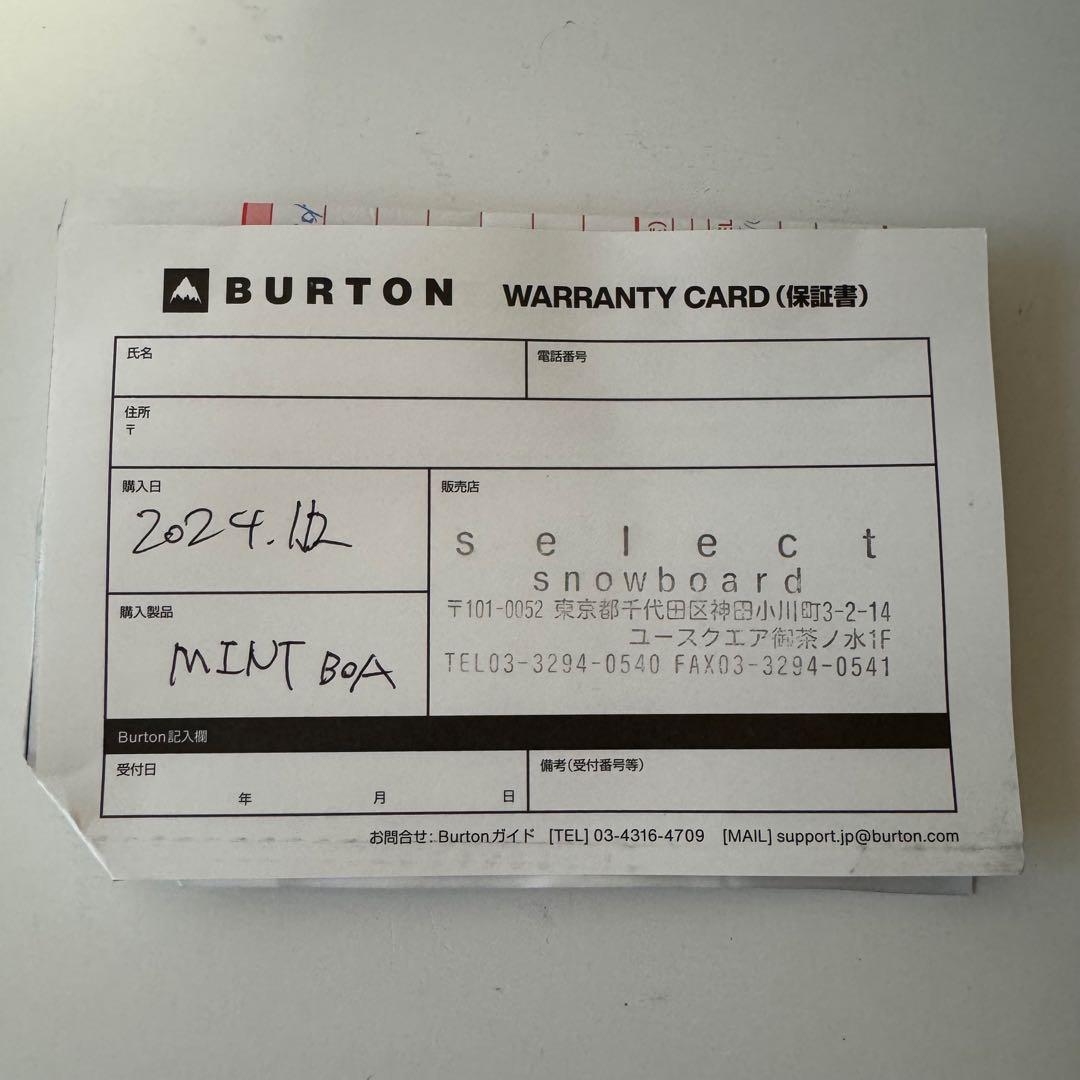 BURTON WARRANTY CARD(保証書)
氏名
電話番号
住所
〒
購入日
2024.12
販売店
select
snowboard
〒101-0052 東京都千代田区神田小川町3-2-14
ユースクエア御茶ノ水1F
TEL03-3294-0540 FAX03-3294-0541
購入製品
MINT BOA
Burton記入欄
受付日
年 月 日
備考(受付番号等)
お問合せ: Burtonガイド [TEL] 03-4316-4709 [MAIL] support.jp@burton.com